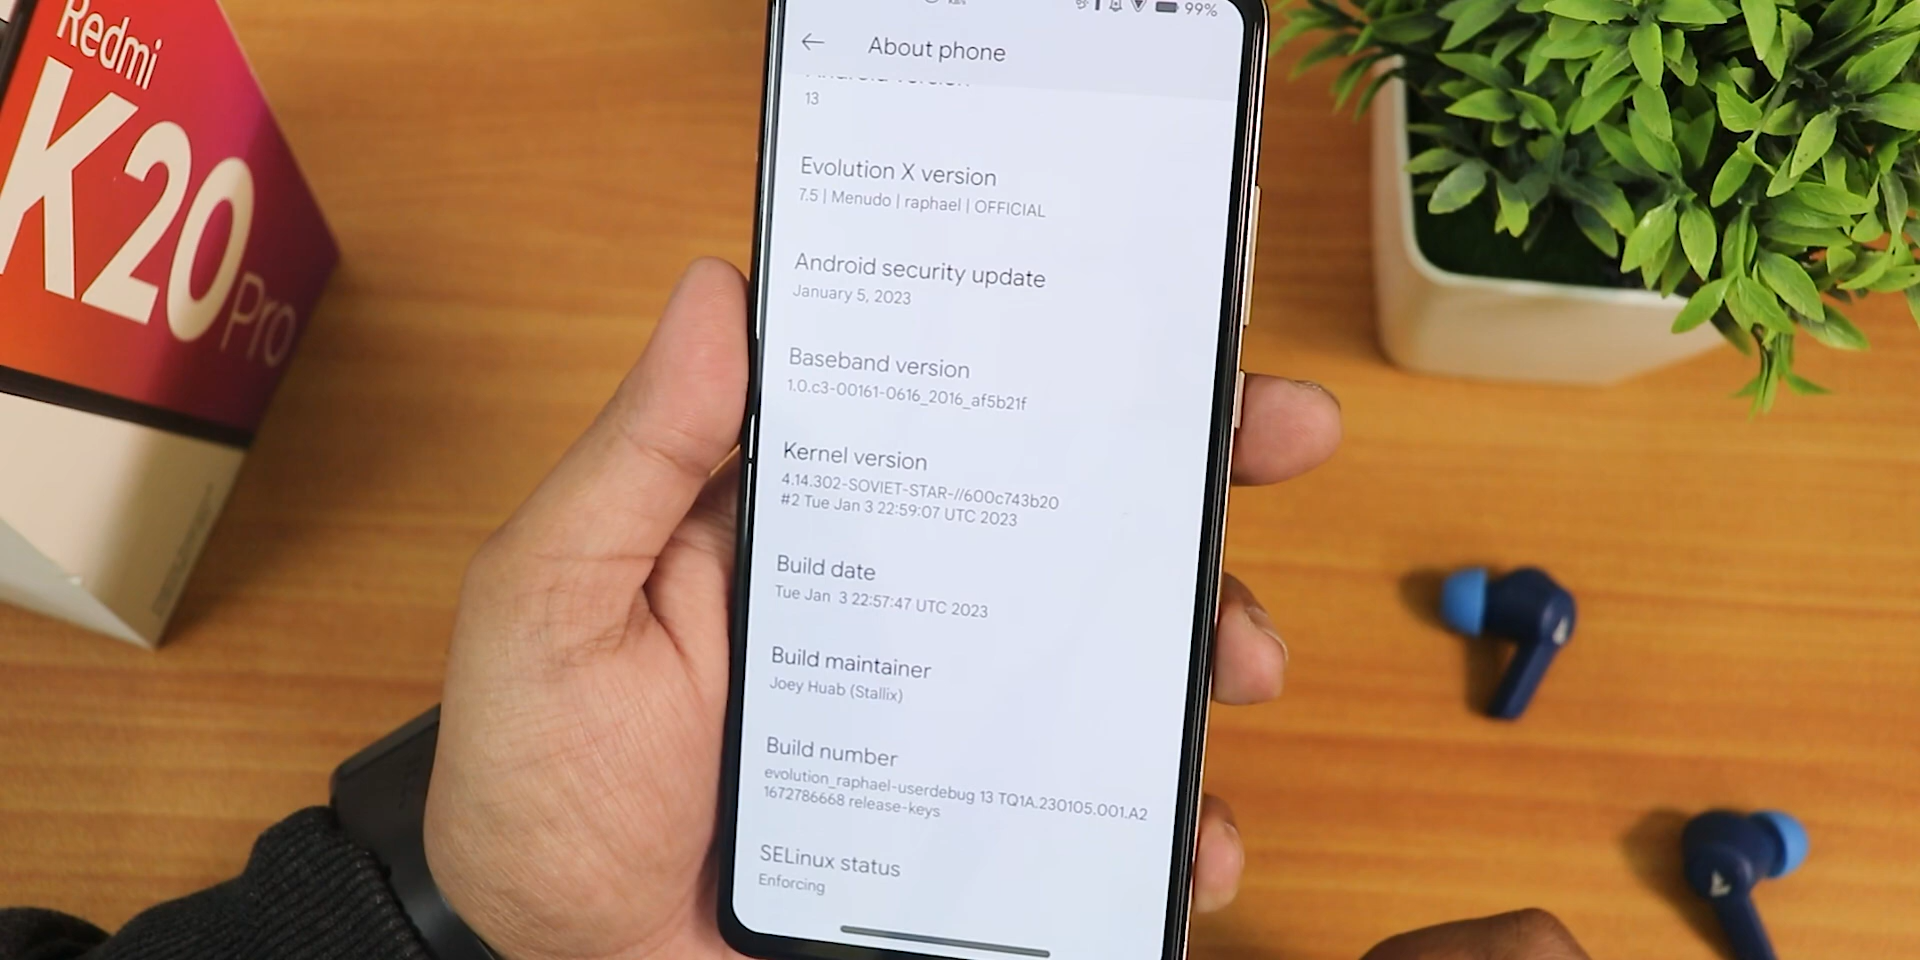 Redmi
K20 Pro
99%
About phone
Android version
13
Evolution X version
7.5 | Menudo | raphael | OFFICIAL
Android security update
January 5, 2023
Baseband version
1.0.c3-00161-0616_2016_af5b21f
Kernel version
4.14.302-SOVIET-STAR-//600c743b20
#2 Tue Jan 3 22:59:07 UTC 2023
Build date
Tue Jan  3 22:57:47 UTC 2023
Build maintainer
Joey Huab (Stallix)
Build number
evolution_raphael-userdebug 13 TQ1A.230105.001.A2
1672786668 release-keys
SELinux status
Enforcing